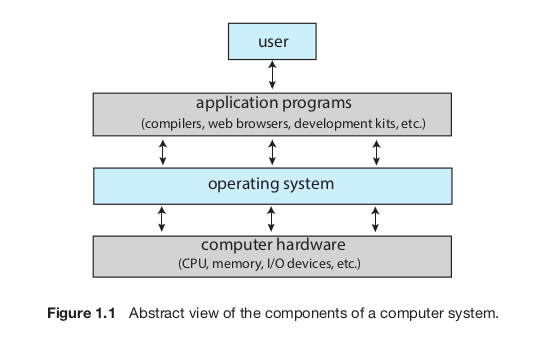 user
application programs
(compilers, web browsers, development kits, etc.)
operating system
computer hardware
(CPU, memory, I/O devices, etc.)
Figure 1.1 Abstract view of the components of a computer system.